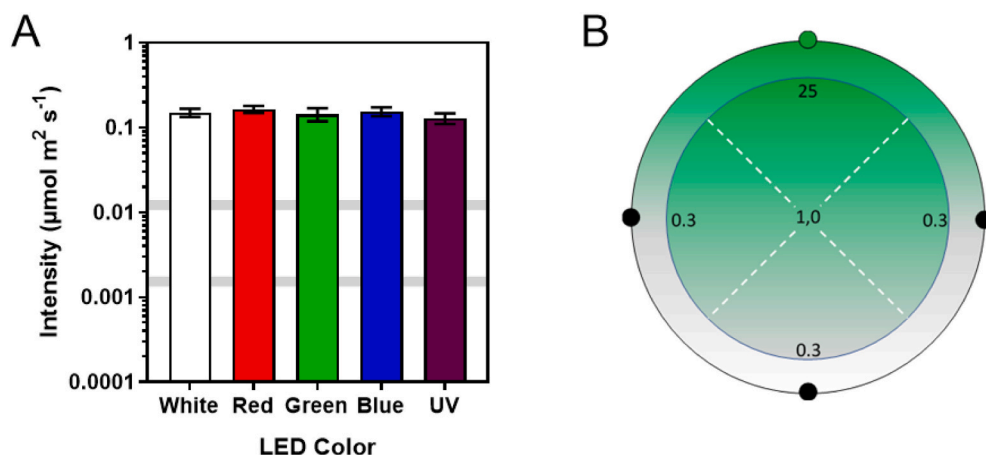 A
Intensity (µmol m² s⁻¹)
1
0.1
0.01
0.001
0.0001
White Red Green Blue UV
LED Color
B
25
0.3 1,0 0.3
0.3